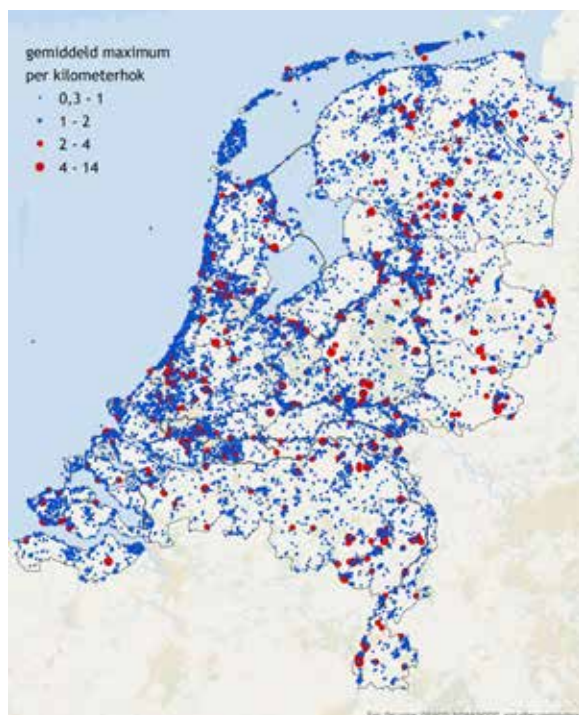 gemiddeld maximum
per kilometerhok
0,3 - 1
1 - 2
2 - 4
4 - 14